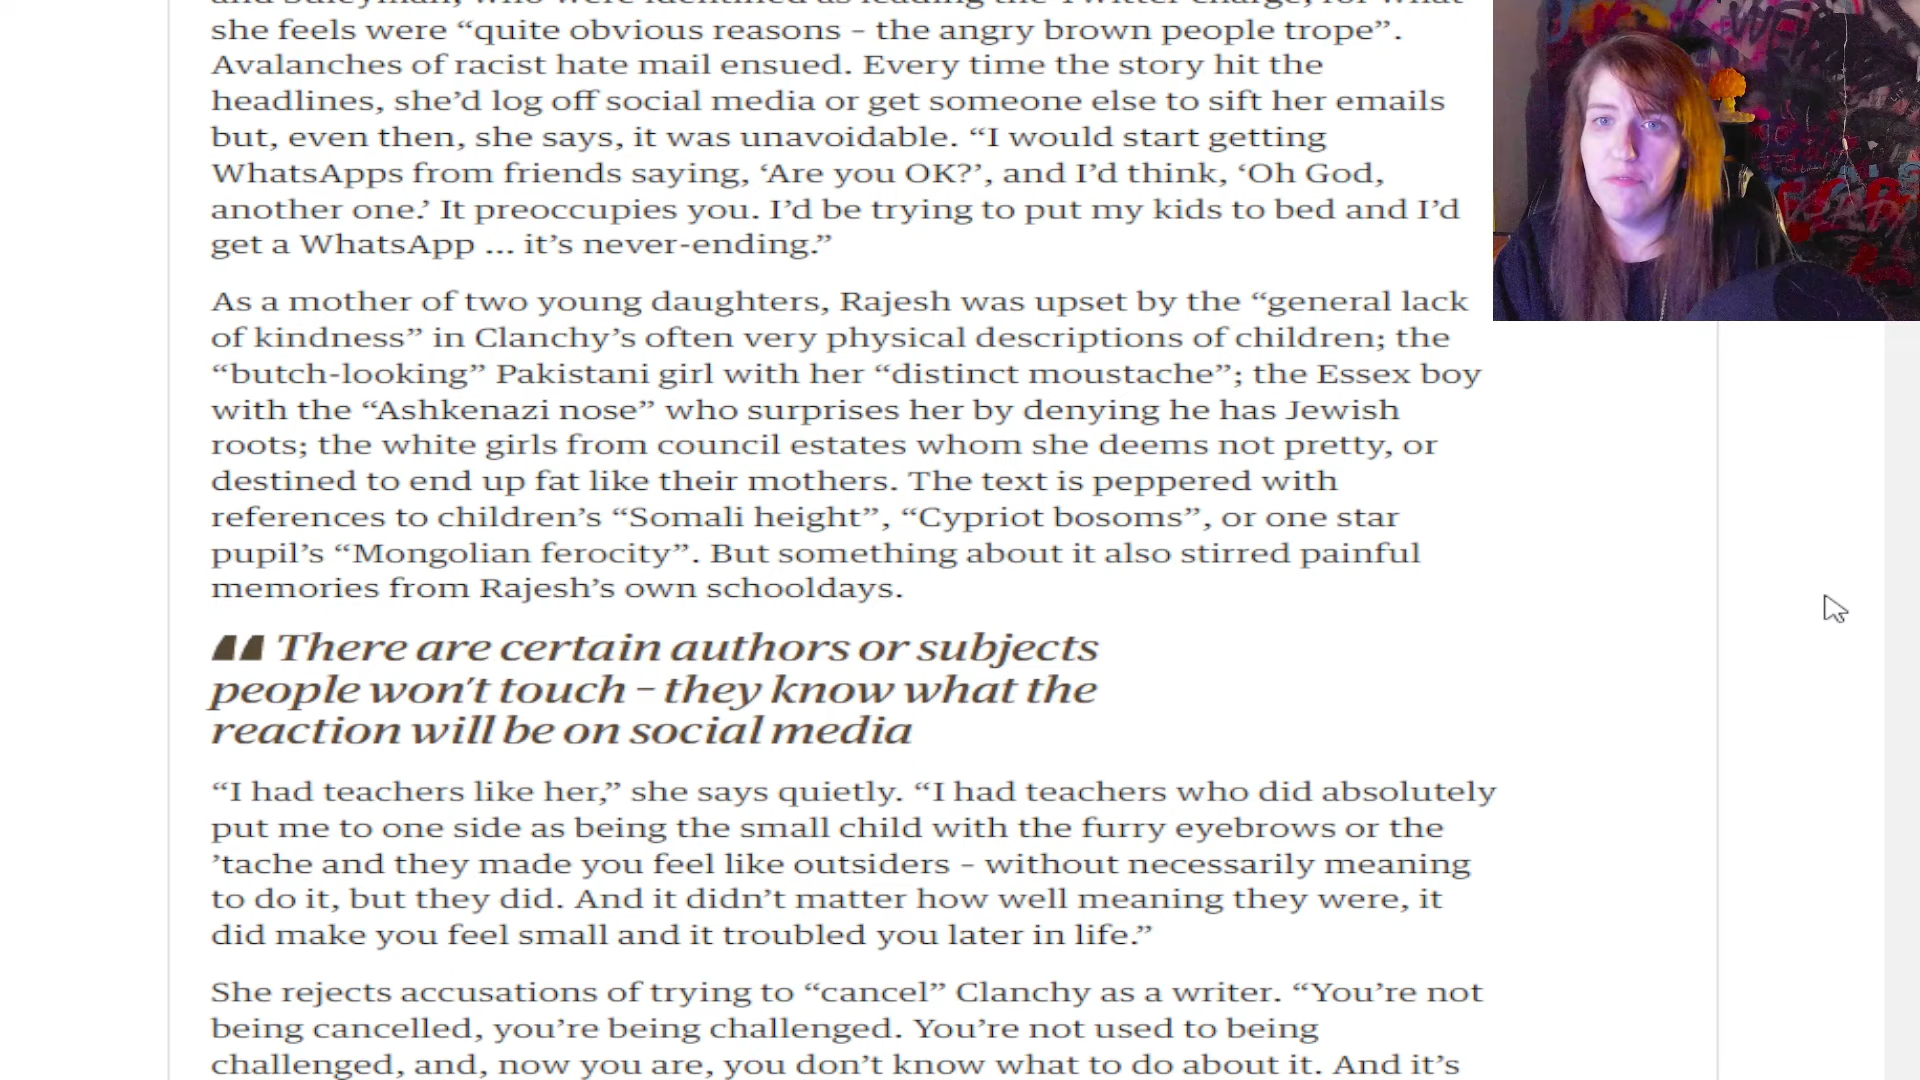 she feels were “quite obvious reasons – the angry brown people trope”.
Avalanches of racist hate mail ensued. Every time the story hit the
headlines, she’d log off social media or get someone else to sift her emails
but, even then, she says, it was unavoidable. “I would start getting
WhatsApps from friends saying, ‘Are you OK?’, and I’d think, ‘Oh God,
another one.’ It preoccupies you. I’d be trying to put my kids to bed and I’d
get a WhatsApp … it’s never-ending.”
As a mother of two young daughters, Rajesh was upset by the “general lack
of kindness” in Clanchy’s often very physical descriptions of children; the
“butch-looking” Pakistani girl with her “distinct moustache”; the Essex boy
with the “Ashkenazi nose” who surprises her by denying he has Jewish
roots; the white girls from council estates whom she deems not pretty, or
destined to end up fat like their mothers. The text is peppered with
references to children’s “Somali height”, “Cypriot bosoms”, or one star
pupil’s “Mongolian ferocity”. But something about it also stirred painful
memories from Rajesh’s own schooldays.
“ There are certain authors or subjects
people won't touch – they know what the
reaction will be on social media
“I had teachers like her,” she says quietly. “I had teachers who did absolutely
put me to one side as being the small child with the furry eyebrows or the
’tache and they made you feel like outsiders – without necessarily meaning
to do it, but they did. And it didn’t matter how well meaning they were, it
did make you feel small and it troubled you later in life.”
She rejects accusations of trying to “cancel” Clanchy as a writer. “You’re not
being cancelled, you’re being challenged. You’re not used to being
challenged, and, now you are, you don’t know what to do about it. And it’s